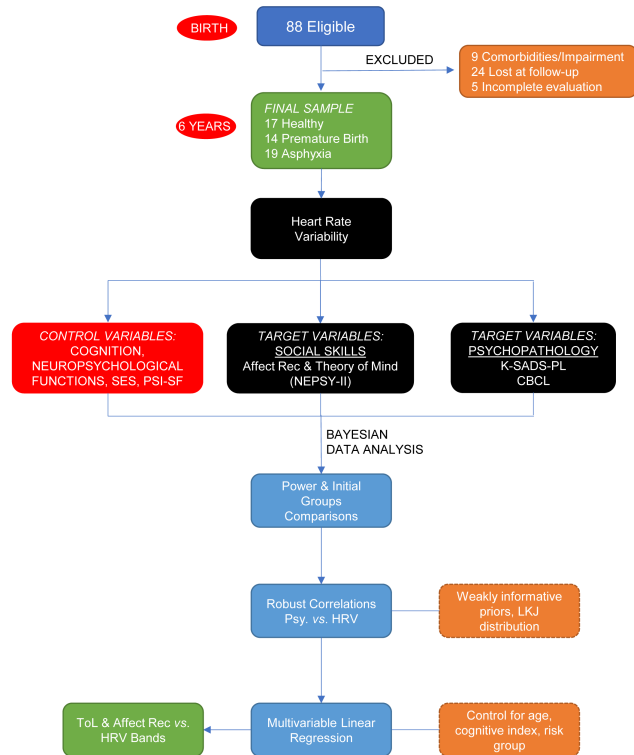 BIRTH
88 Eligible
EXCLUDED
9 Comorbidities/Impairment
24 Lost at follow-up
5 Incomplete evaluation
6 YEARS
FINAL SAMPLE
17 Healthy
14 Premature Birth
19 Asphyxia
Heart Rate
Variability
CONTROL VARIABLES:
COGNITION,
NEUROPSYCHOLOGICAL
FUNCTIONS, SES, PSI-SF
TARGET VARIABLES:
SOCIAL SKILLS
Affect Rec & Theory of Mind
(NEPSY-II)
TARGET VARIABLES:
PSYCHOPATHOLOGY
K-SADS-PL
CBCL
BAYESIAN
DATA ANALYSIS
Power & Initial
Groups
Comparisons
Robust Correlations
Psy. vs. HRV
Weakly informative
priors, LKJ
distribution
ToL & Affect Rec vs.
HRV Bands
Multivariable Linear
Regression
Control for age,
cognitive index, risk
group